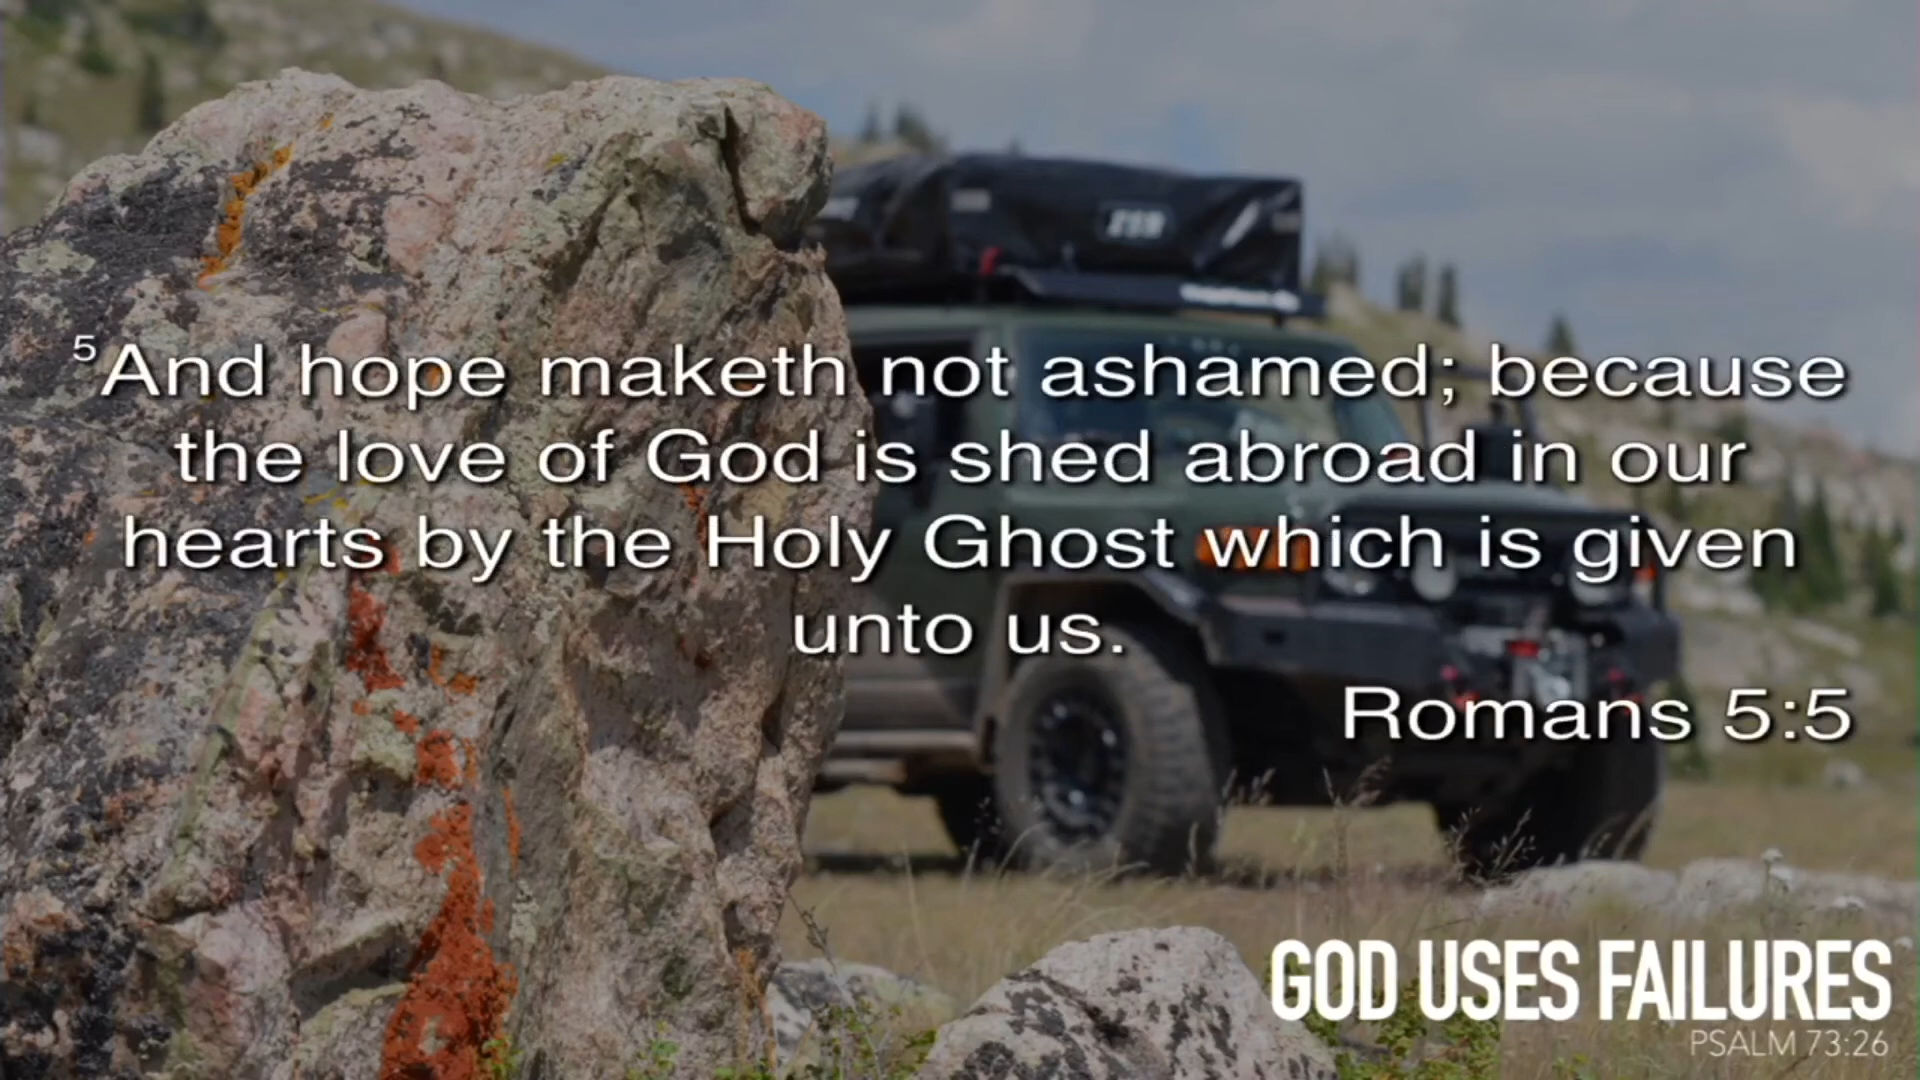 ⁵And hope maketh not ashamed; because
the love of God is shed abroad in our
hearts by the Holy Ghost which is given
unto us.
Romans 5:5
GOD USES FAILURES
PSALM 73:26